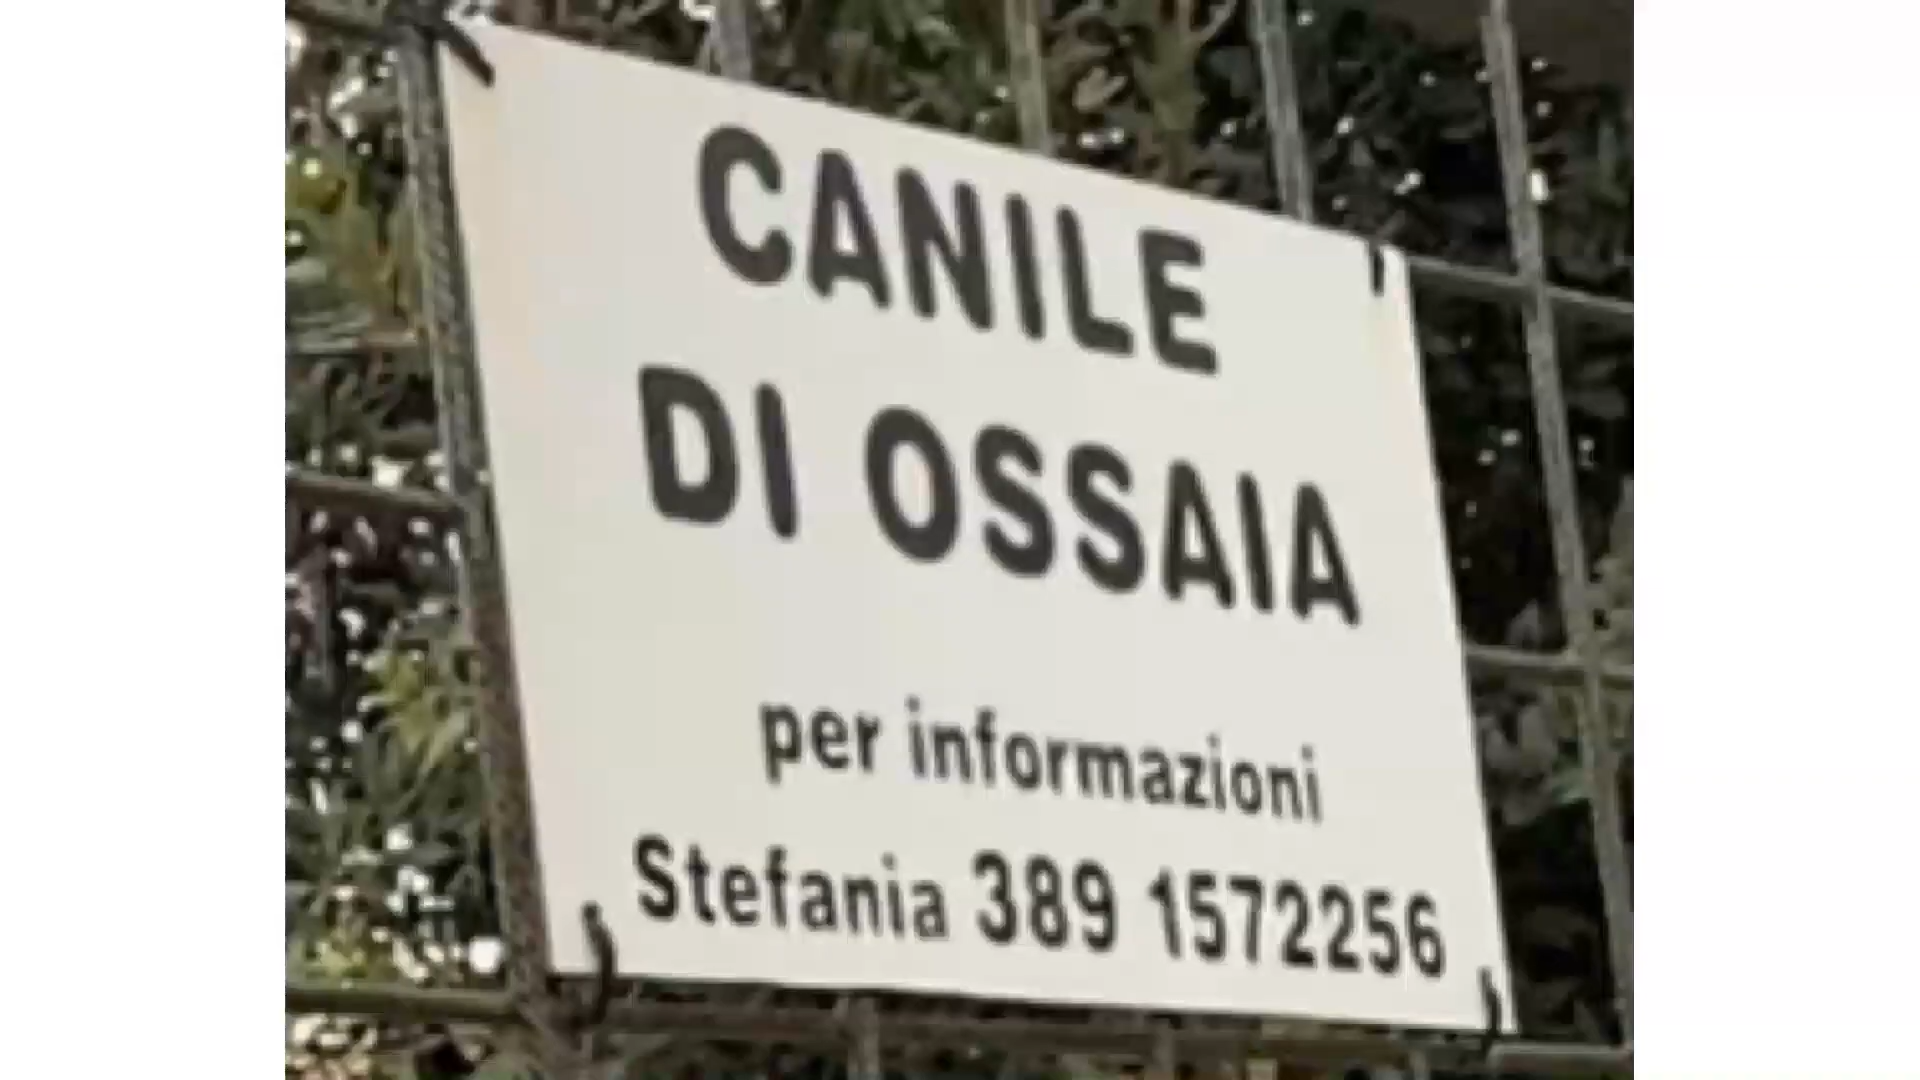 CANILE
DI OSSAIA
per informazioni
Stefania 389 1572256